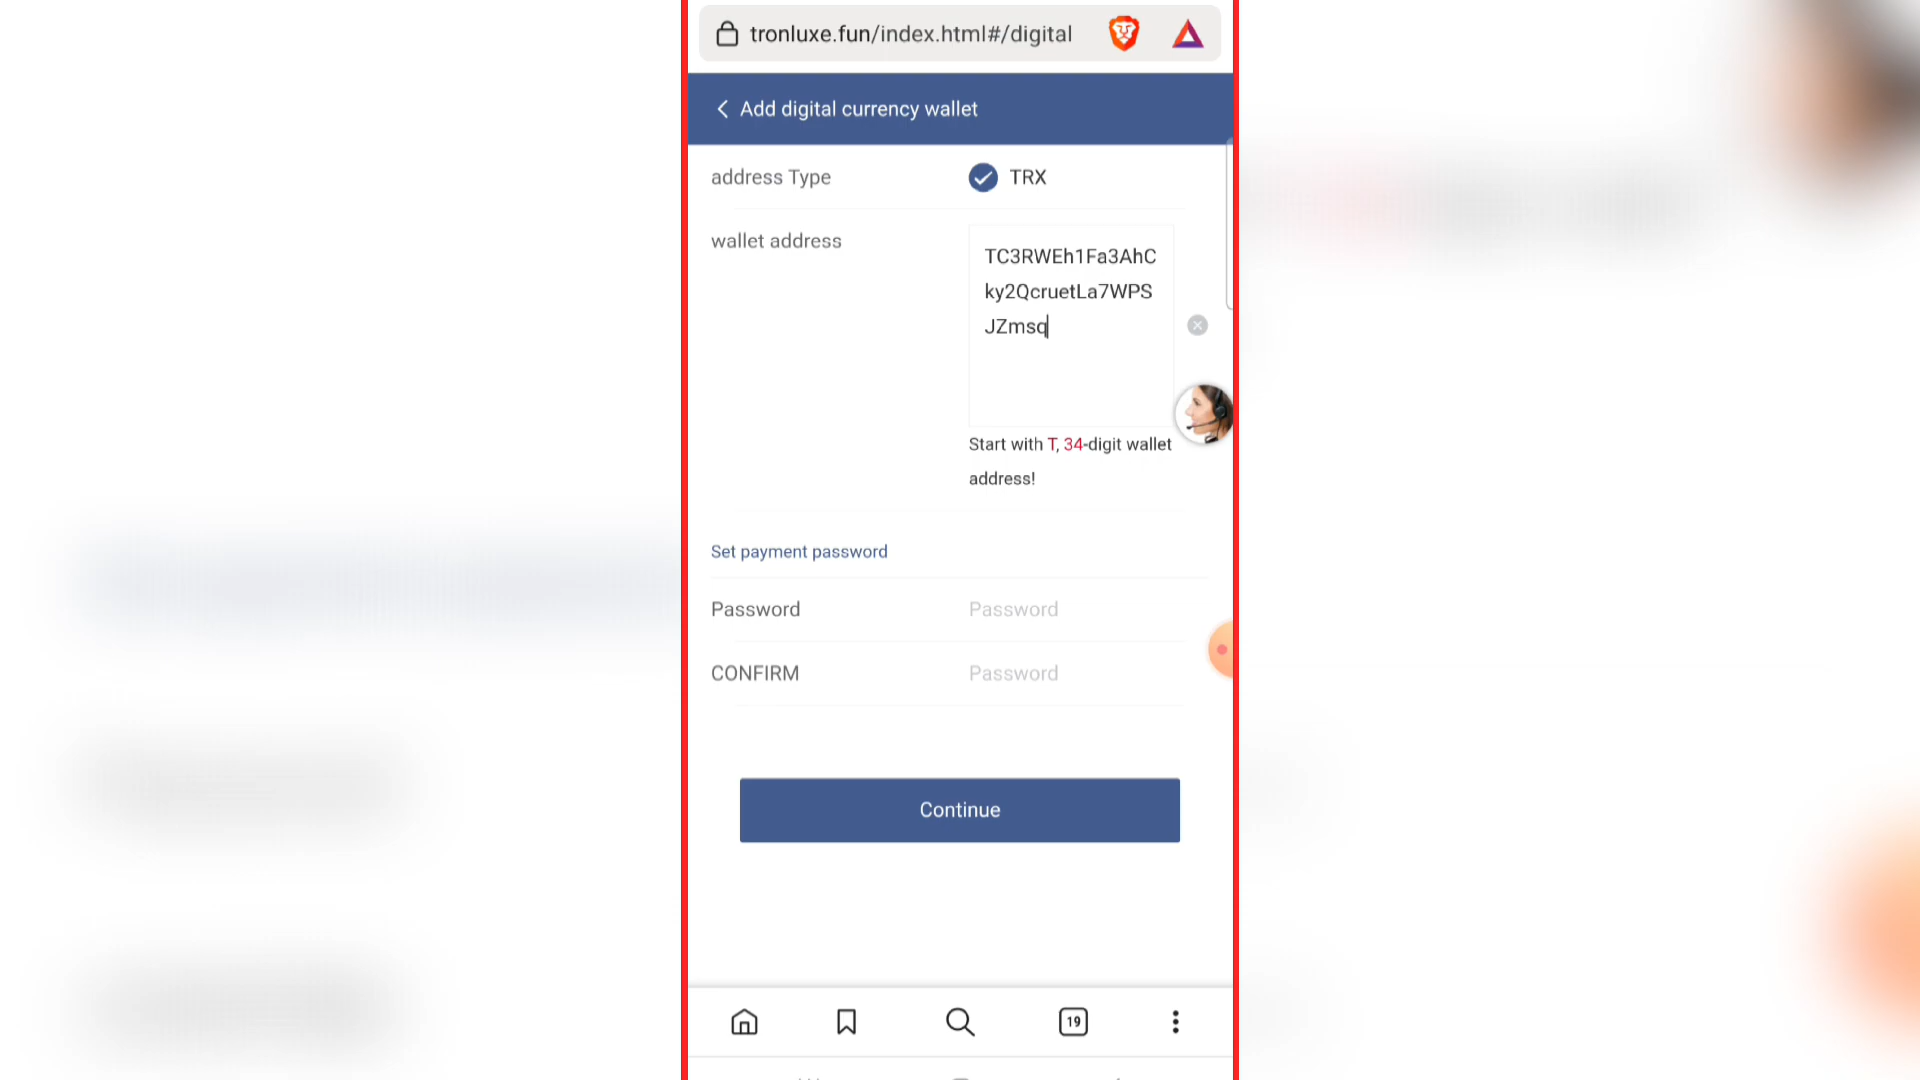 tronluxe.fun/index.html#/digital
Add digital currency wallet
address Type TRX
wallet address
TC3RWEh1Fa3AhC
ky2QcruetLa7WPS
JZmsq
Start with T, 34-digit wallet
address!
Set payment password
Password Password
CONFIRM Password
Continue
19